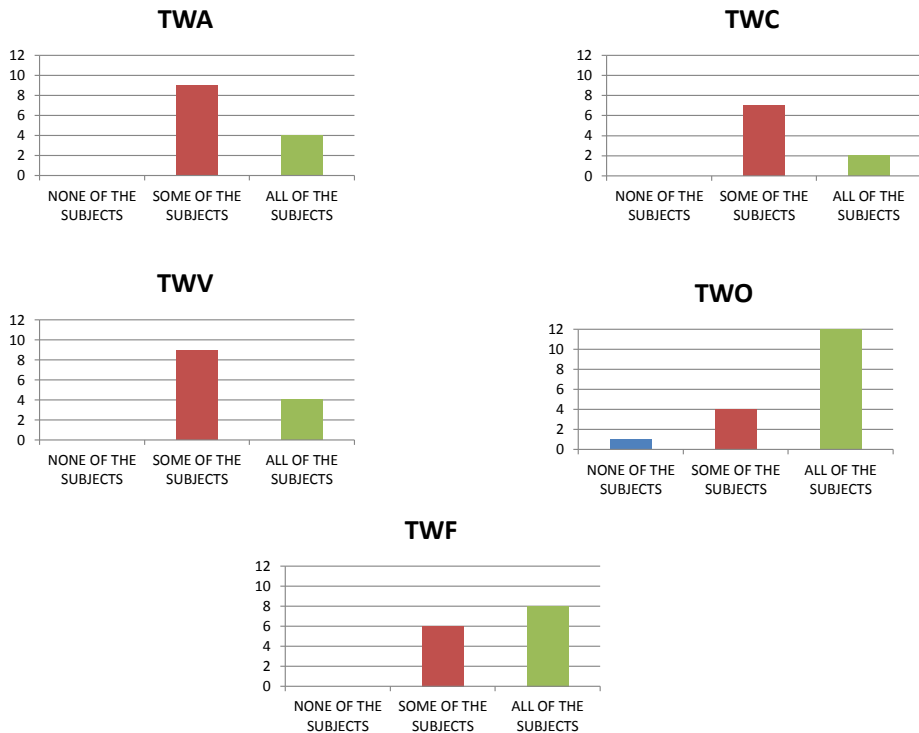 TWA
12
10
8
6
4
2
0
NONE OF THE SUBJECTS
SOME OF THE SUBJECTS
ALL OF THE SUBJECTS
TWC
12
10
8
6
4
2
0
NONE OF THE SUBJECTS
SOME OF THE SUBJECTS
ALL OF THE SUBJECTS
TWV
12
10
8
6
4
2
0
NONE OF THE SUBJECTS
SOME OF THE SUBJECTS
ALL OF THE SUBJECTS
TWO
12
10
8
6
4
2
0
NONE OF THE SUBJECTS
SOME OF THE SUBJECTS
ALL OF THE SUBJECTS
TWF
12
10
8
6
4
2
0
NONE OF THE SUBJECTS
SOME OF THE SUBJECTS
ALL OF THE SUBJECTS